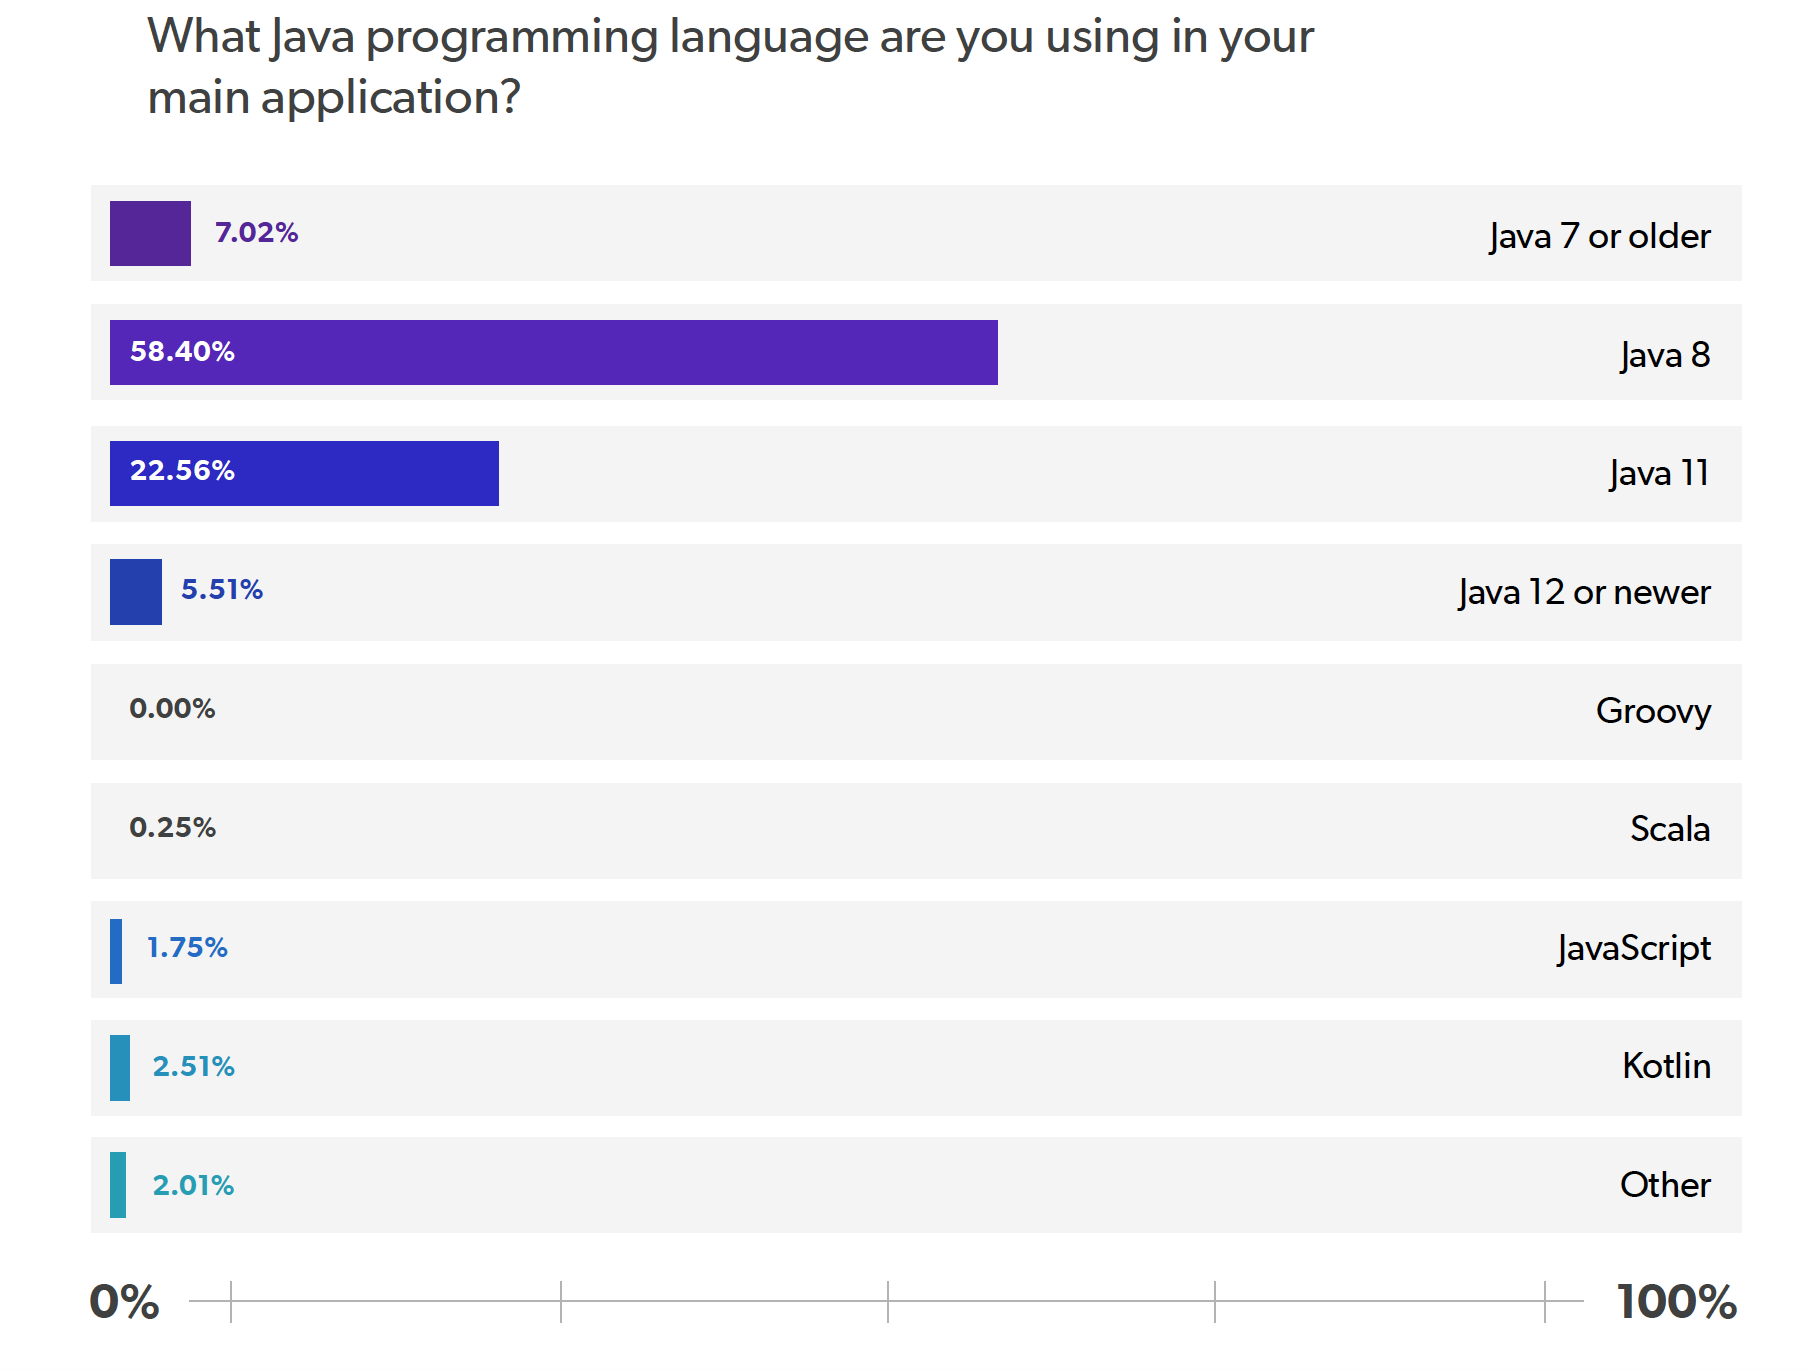 What Java programming language are you using in your
main application?
7.02% Java 7 or older
58.40% Java 8
22.56% Java 11
5.51% Java 12 or newer
0.00% Groovy
0.25% Scala
1.75% JavaScript
2.51% Kotlin
2.01% Other
0% 100%